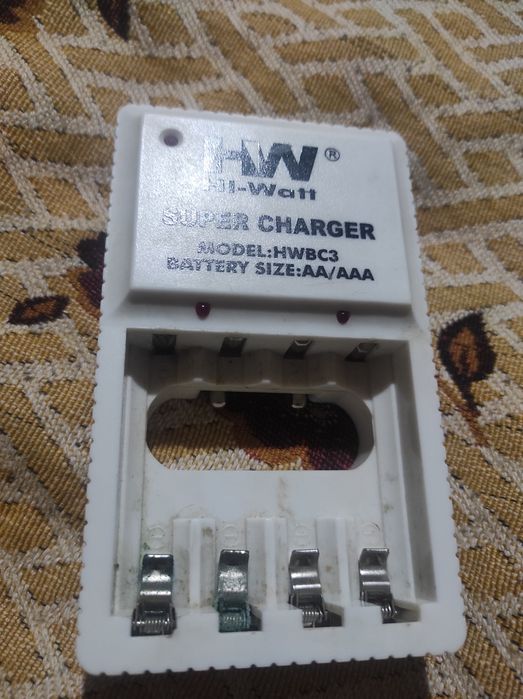 HW®
Hi-Watt
SUPER CHARGER
MODEL:HWBC3
BATTERY SIZE:AA/AAA